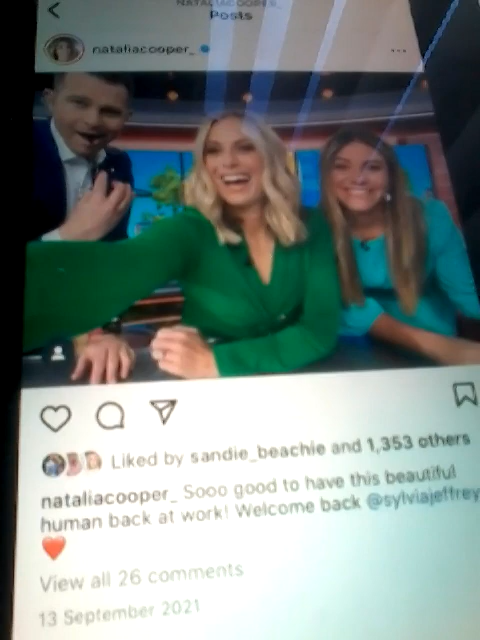 NATALIACOOPER_
Posts
nataliacooper_
Liked by sandie_beachie and 1,353 others
nataliacooper_ Sooo good to have this beautiful
human back at work! Welcome back @sylviajeffrey
View all 26 comments
13 September 2021